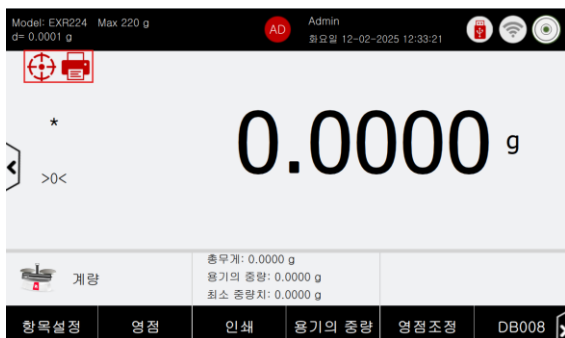 Model: EXR224 Max 220 g
d= 0.0001 g
AD
Admin
화요일 12-02-2025 12:33:21
*
0.0000 g
>0<
계량
총무게: 0.0000 g
용기의 중량: 0.0000 g
최소 중량치: 0.0000 g
항목설정 영점 인쇄 용기의 중량 영점조정 DB008